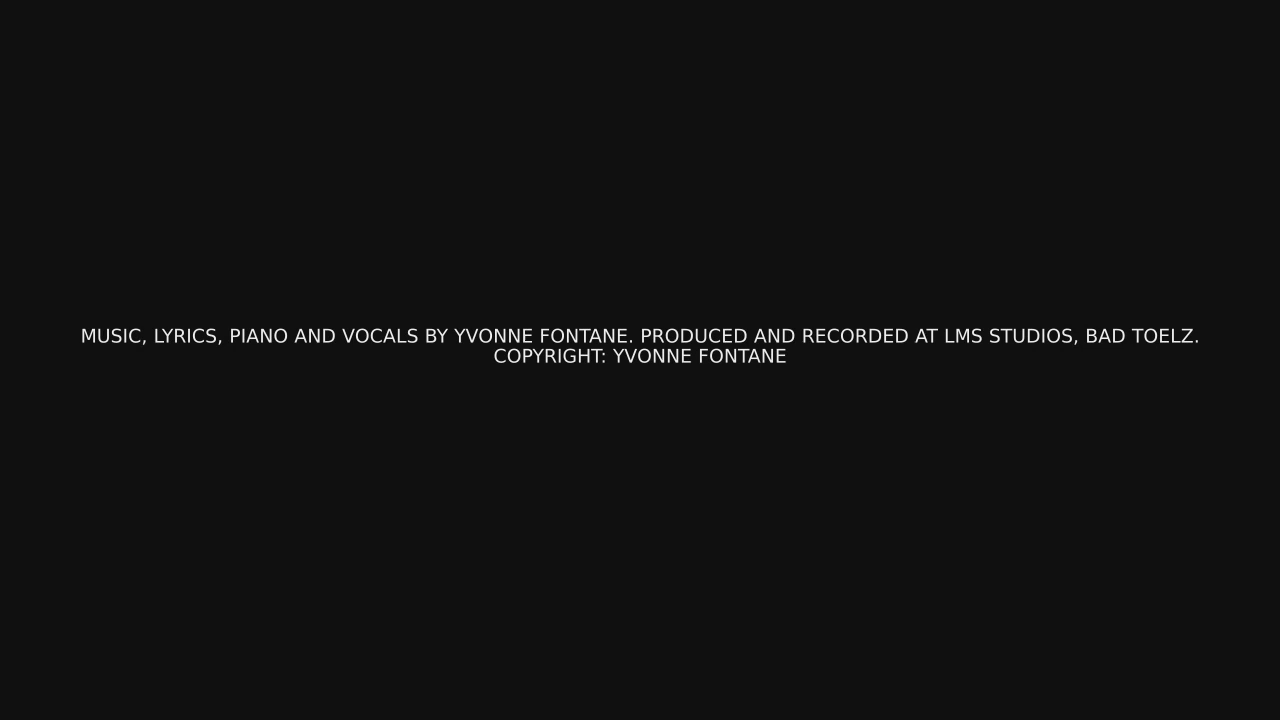 MUSIC, LYRICS, PIANO AND VOCALS BY YVONNE FONTANE. PRODUCED AND RECORDED AT LMS STUDIOS, BAD TOELZ.
COPYRIGHT: YVONNE FONTANE